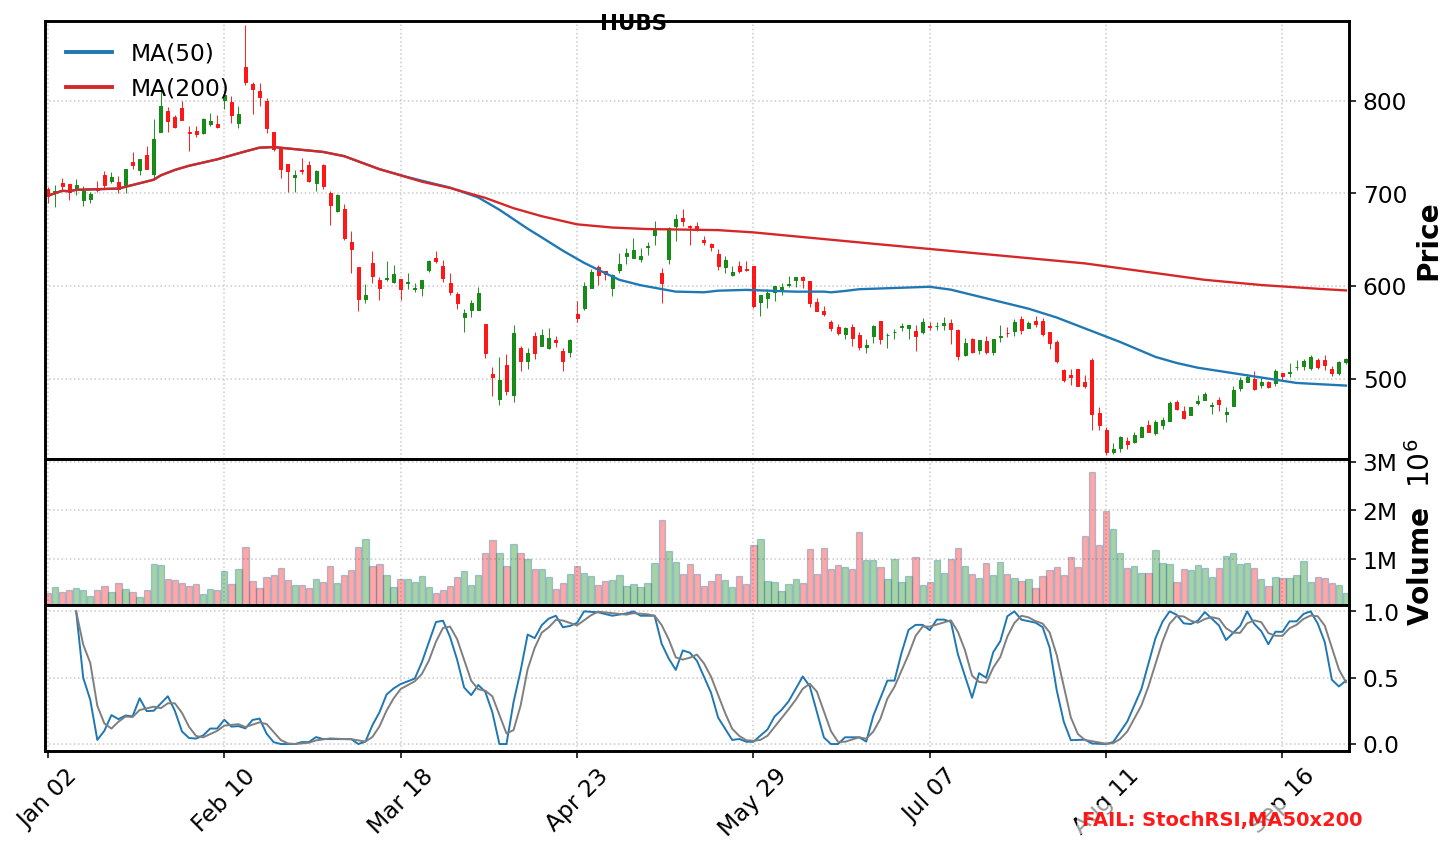 HUBS
MA(50)
MA(200)
800
700
600
500
Price
3M
2M
1M
Volume 10^6
1.0
0.5
0.0
Jan 02
Feb 10
Mar 18
Apr 23
May 29
Jul 07
Aug 11
Sep 16
FAIL: StochRSI,MA50x200